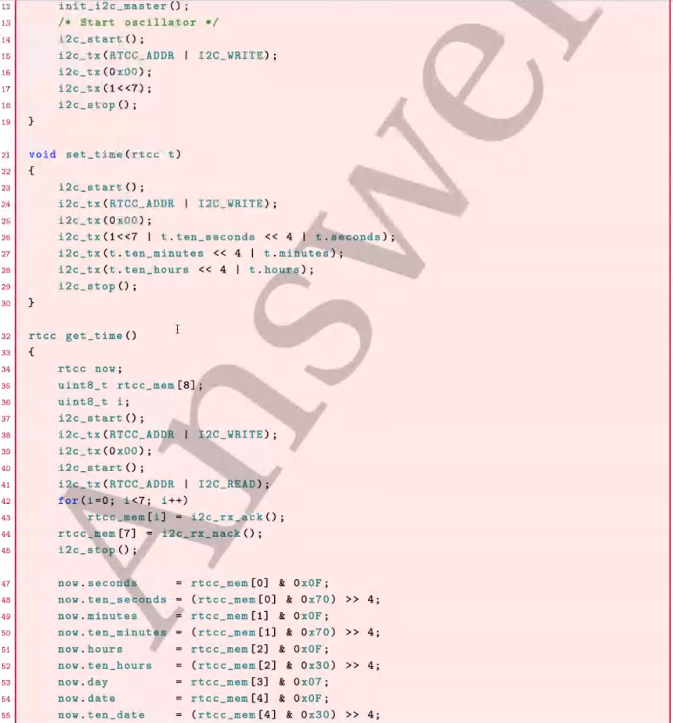 12 init_i2c_master();
13 /* Start oscillator */
14 i2c_start();
15 i2c_tx(RTCC_ADDR | I2C_WRITE);
16 i2c_tx(0x00);
17 i2c_tx(1<<7);
18 i2c_stop();
19 }
21 void set_time(rtcc t)
22 {
23 i2c_start();
24 i2c_tx(RTCC_ADDR | I2C_WRITE);
25 i2c_tx(0x00);
26 i2c_tx(1<<7 | t.ten_seconds << 4 | t.seconds);
27 i2c_tx(t.ten_minutes << 4 | t.minutes);
28 i2c_tx(t.ten_hours << 4 | t.hours);
29 i2c_stop();
30 }
32 rtcc get_time()
33 {
34 rtcc now;
35 uint8_t rtcc_mem[8];
36 uint8_t i;
37 i2c_start();
38 i2c_tx(RTCC_ADDR | I2C_WRITE);
39 i2c_tx(0x00);
40 i2c_start();
41 i2c_tx(RTCC_ADDR | I2C_READ);
42 for(i=0; i<7; i++)
43 rtcc_mem[i] = i2c_rx_ack();
44 rtcc_mem[7] = i2c_rx_nack();
45 i2c_stop();
47 now.seconds = rtcc_mem[0] & 0x0F;
48 now.ten_seconds = (rtcc_mem[0] & 0x70) >> 4;
49 now.minutes = rtcc_mem[1] & 0x0F;
50 now.ten_minutes = (rtcc_mem[1] & 0x70) >> 4;
51 now.hours = rtcc_mem[2] & 0x0F;
52 now.ten_hours = (rtcc_mem[2] & 0x30) >> 4;
53 now.day = rtcc_mem[3] & 0x07;
54 now.date = rtcc_mem[4] & 0x0F;
55 now.ten_date = (rtcc_mem[4] & 0x30) >> 4;
Answer